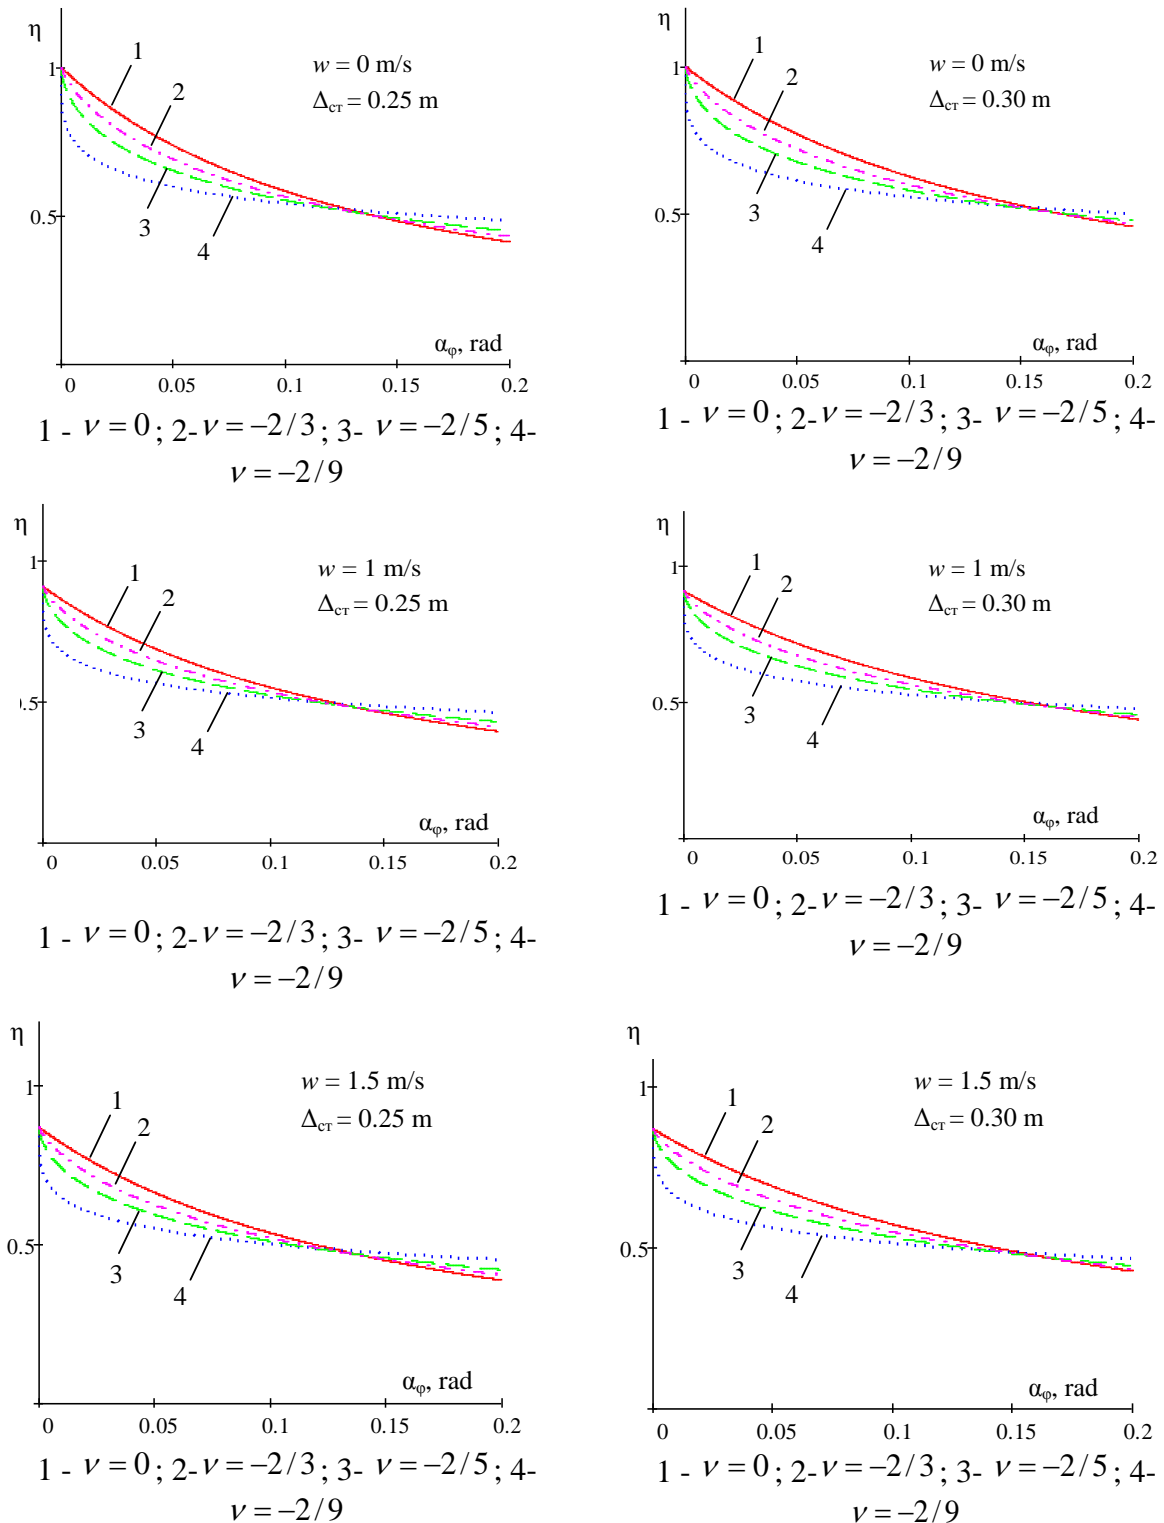 η
1
1
2
w = 0 m/s
Δст = 0.25 m
0.5
3
4
αφ, rad
0 0.05 0.1 0.15 0.2
1 - ν = 0; 2- ν = −2/3; 3- ν = −2/5; 4-
ν = −2/9
η
1
1
2
w = 0 m/s
Δст = 0.30 m
0.5
3
4
αφ, rad
0 0.05 0.1 0.15 0.2
1 - ν = 0; 2- ν = −2/3; 3- ν = −2/5; 4-
ν = −2/9
η
1
1
2
w = 1 m/s
Δст = 0.25 m
.5
3
4
αφ, rad
0 0.05 0.1 0.15 0.2
1 - ν = 0; 2- ν = −2/3; 3- ν = −2/5; 4-
ν = −2/9
η
1
1
2
w = 1 m/s
Δст = 0.30 m
0.5
3
4
αφ, rad
0 0.05 0.1 0.15 0.2
1 - ν = 0; 2- ν = −2/3; 3- ν = −2/5; 4-
ν = −2/9
η
1
1
2
w = 1.5 m/s
Δст = 0.25 m
0.5
3
4
αφ, rad
0 0.05 0.1 0.15 0.2
1 - ν = 0; 2- ν = −2/3; 3- ν = −2/5; 4-
ν = −2/9
η
1
1
2
w = 1.5 m/s
Δст = 0.30 m
0.5
3
4
αφ, rad
0 0.05 0.1 0.15 0.2
1 - ν = 0; 2- ν = −2/3; 3- ν = −2/5; 4-
ν = −2/9